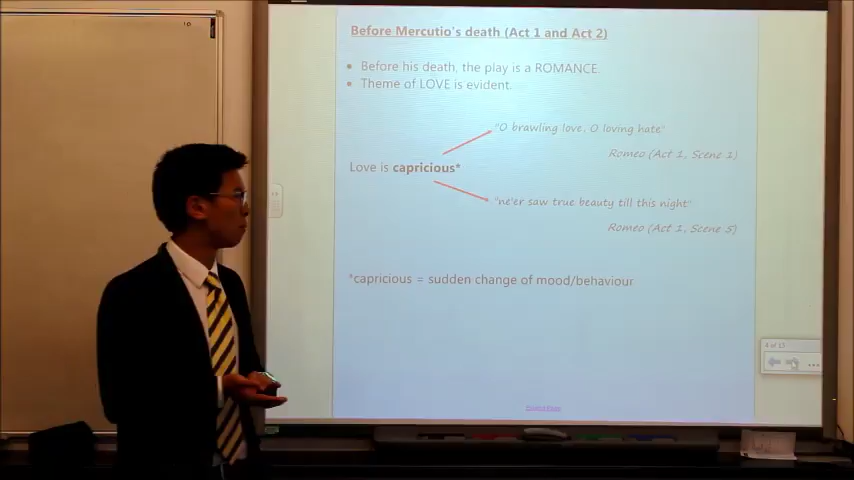 Before Mercutio's death (Act 1 and Act 2)
• Before his death, the play is a ROMANCE.
• Theme of LOVE is evident.
"O brawling love, O loving hate"
Romeo (Act 1, Scene 1)
Love is capricious*
"ne'er saw true beauty till this night"
Romeo (Act 1, Scene 5)
*capricious = sudden change of mood/behaviour